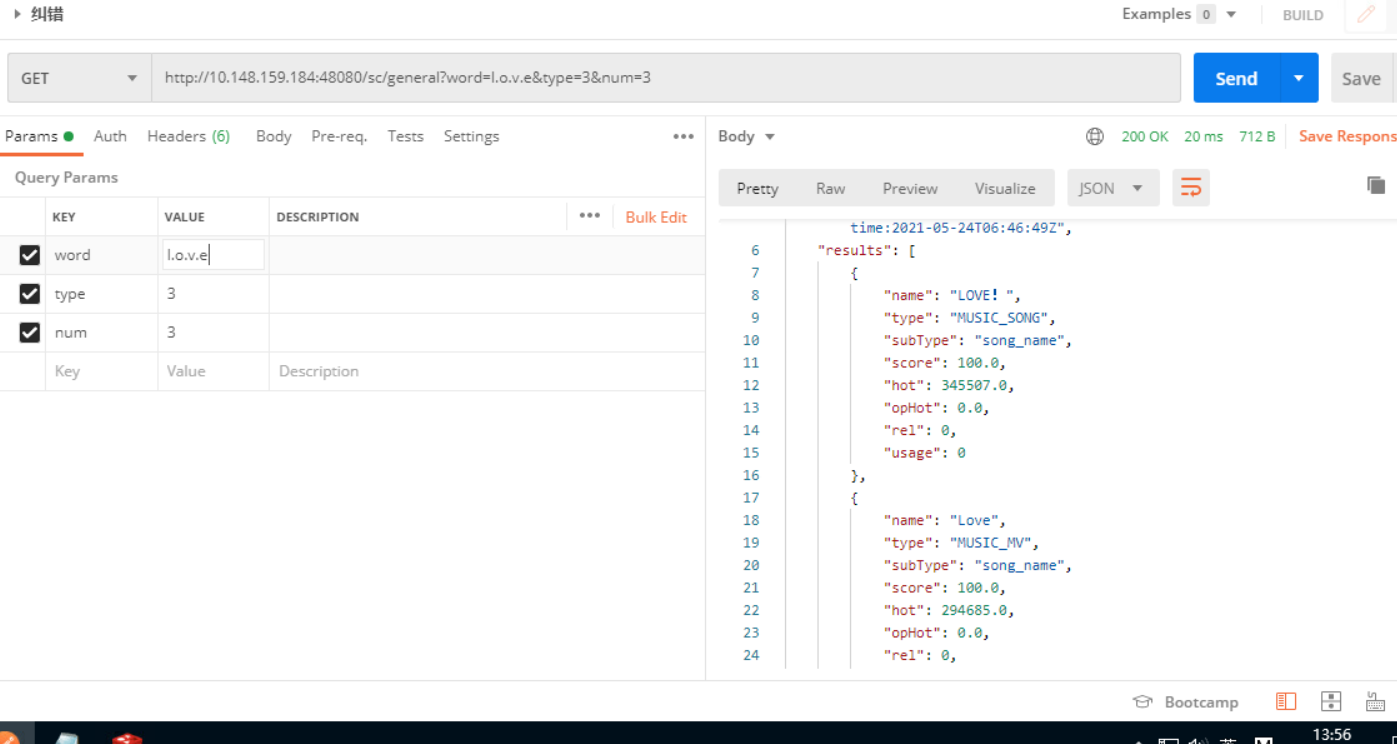 纠错
Examples 0
BUILD
GET
http://10.148.159.184:48080/sc/general?word=l.o.v.e&type=3&num=3
Send
Save
Params
Auth
Headers (6)
Body
Pre-req.
Tests
Settings
Query Params
KEY VALUE DESCRIPTION
Bulk Edit
word l.o.v.e
type 3
num 3
Key Value Description
Body
200 OK 20 ms 712 B
Save Respons
Pretty Raw Preview Visualize JSON
time:2021-05-24T06:46:49Z",
6 "results": [
7 {
8 "name": "LOVE! ",
9 "type": "MUSIC_SONG",
10 "subType": "song_name",
11 "score": 100.0,
12 "hot": 345507.0,
13 "opHot": 0.0,
14 "rel": 0,
15 "usage": 0
16 },
17 {
18 "name": "Love",
19 "type": "MUSIC_MV",
20 "subType": "song_name",
21 "score": 100.0,
22 "hot": 294685.0,
23 "opHot": 0.0,
24 "rel": 0,
Bootcamp
13:56